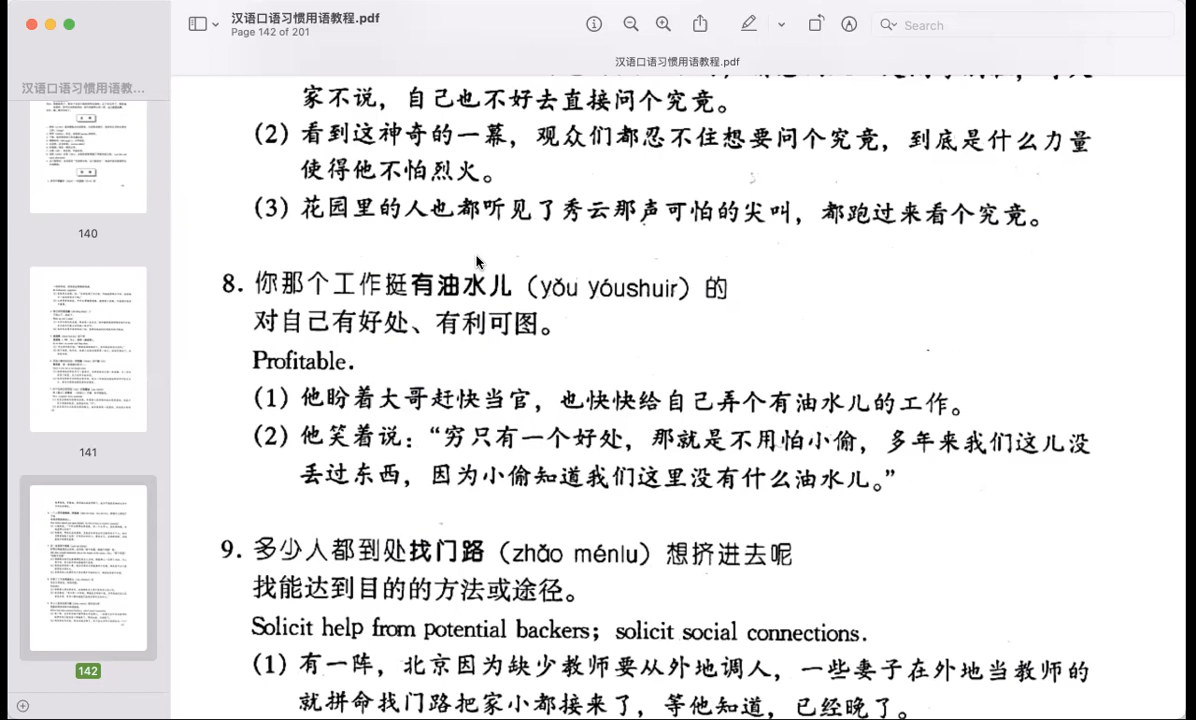 汉语口语习惯用语教程.pdf
Page 142 of 201
Search
汉语口语习惯用语教程.pdf
汉语口语习惯用语教...
140
141
142
家不说，自己也不好去直接问个究竟。
(2) 看到这神奇的一幕，观众们都忍不住想要问个究竟，到底是什么力量
使得他不怕烈火。
(3) 花园里的人也都听见了秀云那声可怕的尖叫，都跑过来看个究竟。
8. 你那个工作挺有油水儿（yǒu yóushuir）的
对自己有好处、有利可图。
Profitable.
(1) 他盼着大哥赶快当官，也快快给自己弄个有油水儿的工作。
(2) 他笑着说：“穷只有一个好处，那就是不用怕小偷，多年来我们这儿没
丢过东西，因为小偷知道我们这里没有什么油水儿。”
9. 多少人都到处找门路（zhǎo ménlu）想挤进去呢
找能达到目的的方法或途径。
Solicit help from potential backers; solicit social connections.
(1) 有一阵，北京因为缺少教师要从外地调人，一些妻子在外地当教师的
就拼命找门路把家小都接来了，等他知道，已经晚了。